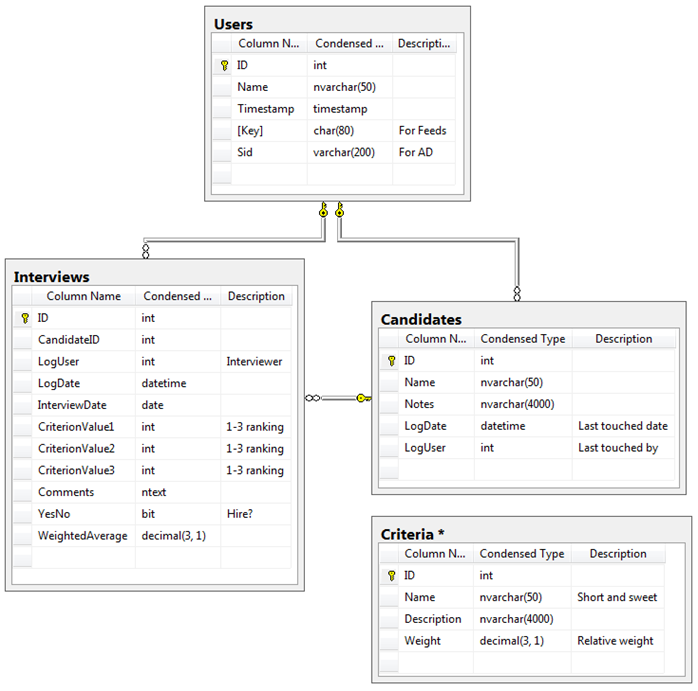 Users
Column N... Condensed ... Descripti...
ID int
Name nvarchar(50)
Timestamp timestamp
[Key] char(80) For Feeds
Sid varchar(200) For AD
Interviews
Column Name Condensed ... Description
ID int
CandidateID int
LogUser int Interviewer
LogDate datetime
InterviewDate date
CriterionValue1 int 1-3 ranking
CriterionValue2 int 1-3 ranking
CriterionValue3 int 1-3 ranking
Comments ntext
YesNo bit Hire?
WeightedAverage decimal(3, 1)
Candidates
Column N... Condensed Type Description
ID int
Name nvarchar(50)
Notes nvarchar(4000)
LogDate datetime Last touched date
LogUser int Last touched by
Criteria *
Column N... Condensed Type Description
ID int
Name nvarchar(50) Short and sweet
Description nvarchar(4000)
Weight decimal(3, 1) Relative weight